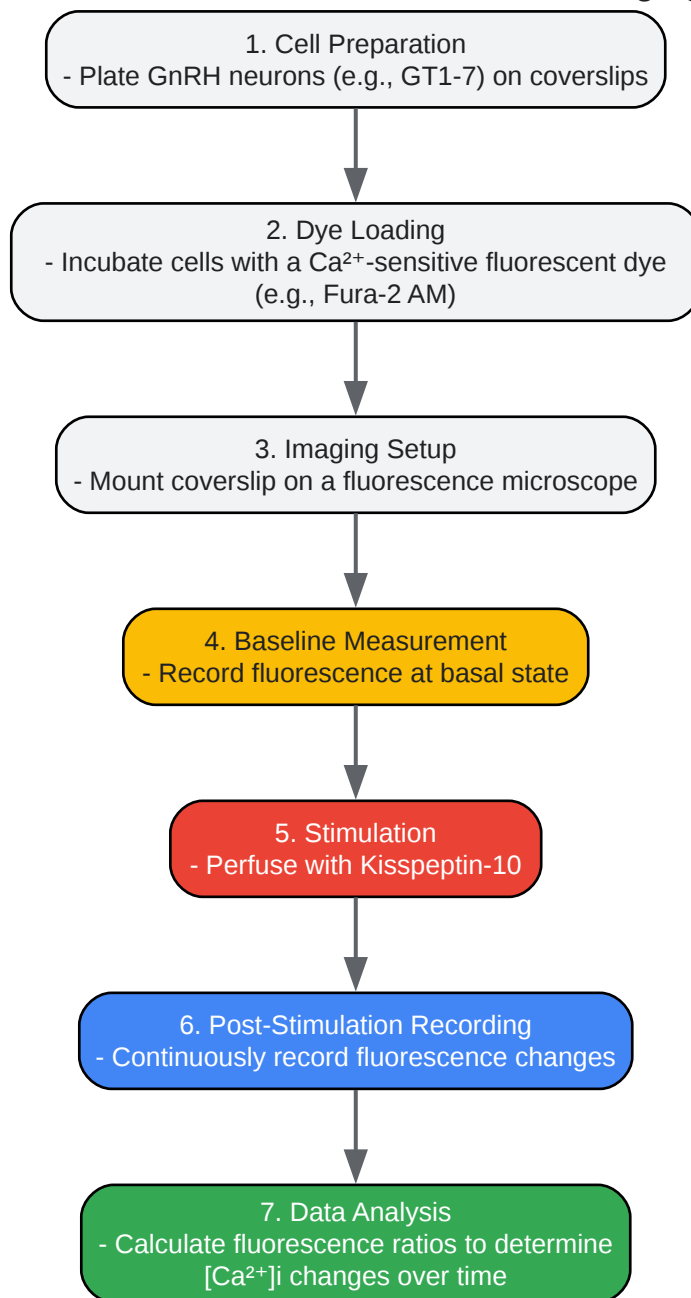 1. Cell Preparation
- Plate GnRH neurons (e.g., GT1-7) on coverslips
2. Dye Loading
- Incubate cells with a Ca²⁺-sensitive fluorescent dye
(e.g., Fura-2 AM)
3. Imaging Setup
- Mount coverslip on a fluorescence microscope
4. Baseline Measurement
- Record fluorescence at basal state
5. Stimulation
- Perfuse with Kisspeptin-10
6. Post-Stimulation Recording
- Continuously record fluorescence changes
7. Data Analysis
- Calculate fluorescence ratios to determine
[Ca²⁺]i changes over time